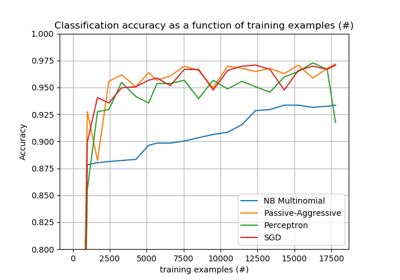 Classification accuracy as a function of training examples (#)
1.000
0.975
0.950
0.925
0.900
0.875
0.850
0.825
0.800
Accuracy
NB Multinomial
Passive-Aggressive
Perceptron
SGD
0 2500 5000 7500 10000 12500 15000 17500
training examples (#)